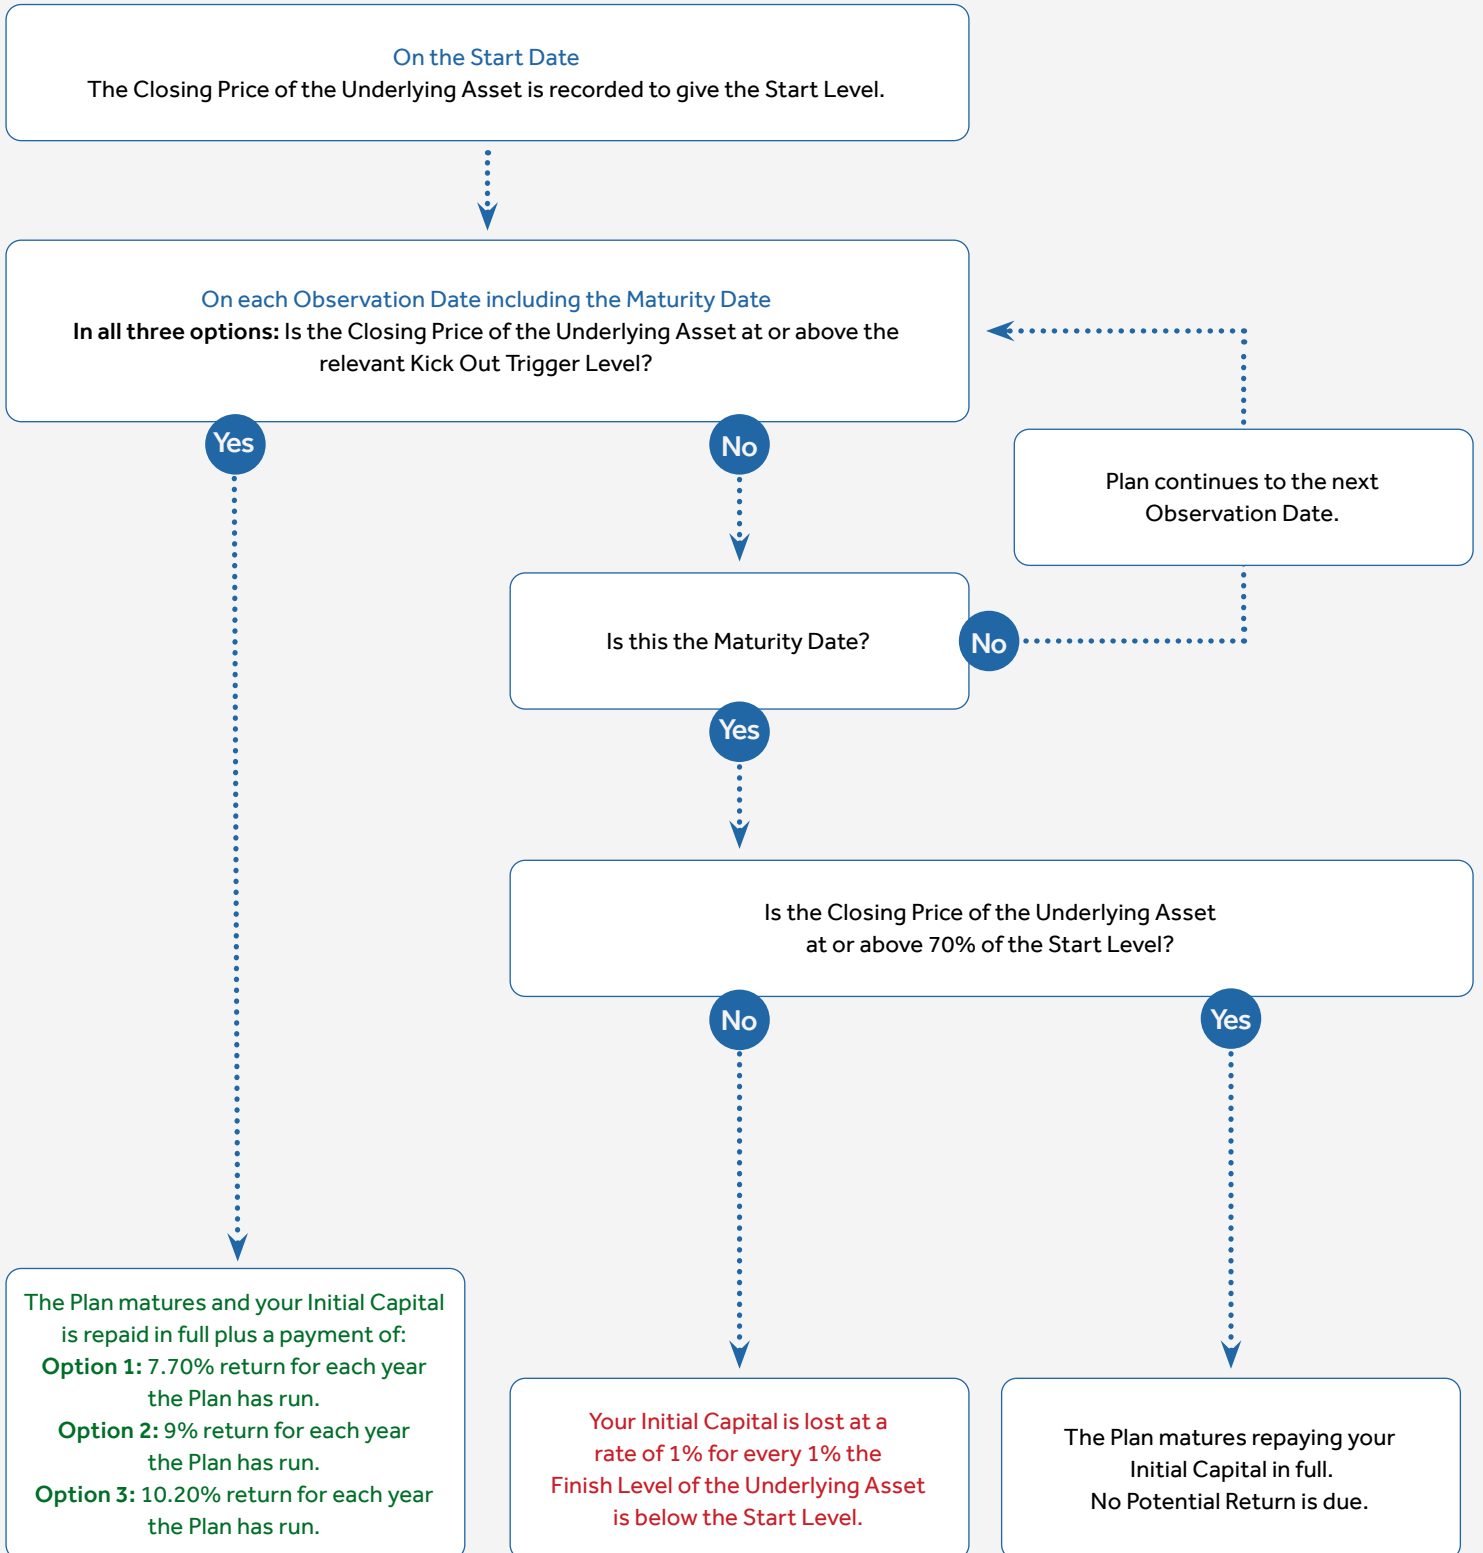 On the Start Date
The Closing Price of the Underlying Asset is recorded to give the Start Level.
On each Observation Date including the Maturity Date
In all three options: Is the Closing Price of the Underlying Asset at or above the
relevant Kick Out Trigger Level?
Yes
No
Plan continues to the next
Observation Date.
Is this the Maturity Date?
No
Yes
Is the Closing Price of the Underlying Asset
at or above 70% of the Start Level?
No
Yes
The Plan matures and your Initial Capital
is repaid in full plus a payment of:
Option 1: 7.70% return for each year
the Plan has run.
Option 2: 9% return for each year
the Plan has run.
Option 3: 10.20% return for each year
the Plan has run.
Your Initial Capital is lost at a
rate of 1% for every 1% the
Finish Level of the Underlying Asset
is below the Start Level.
The Plan matures repaying your
Initial Capital in full.
No Potential Return is due.